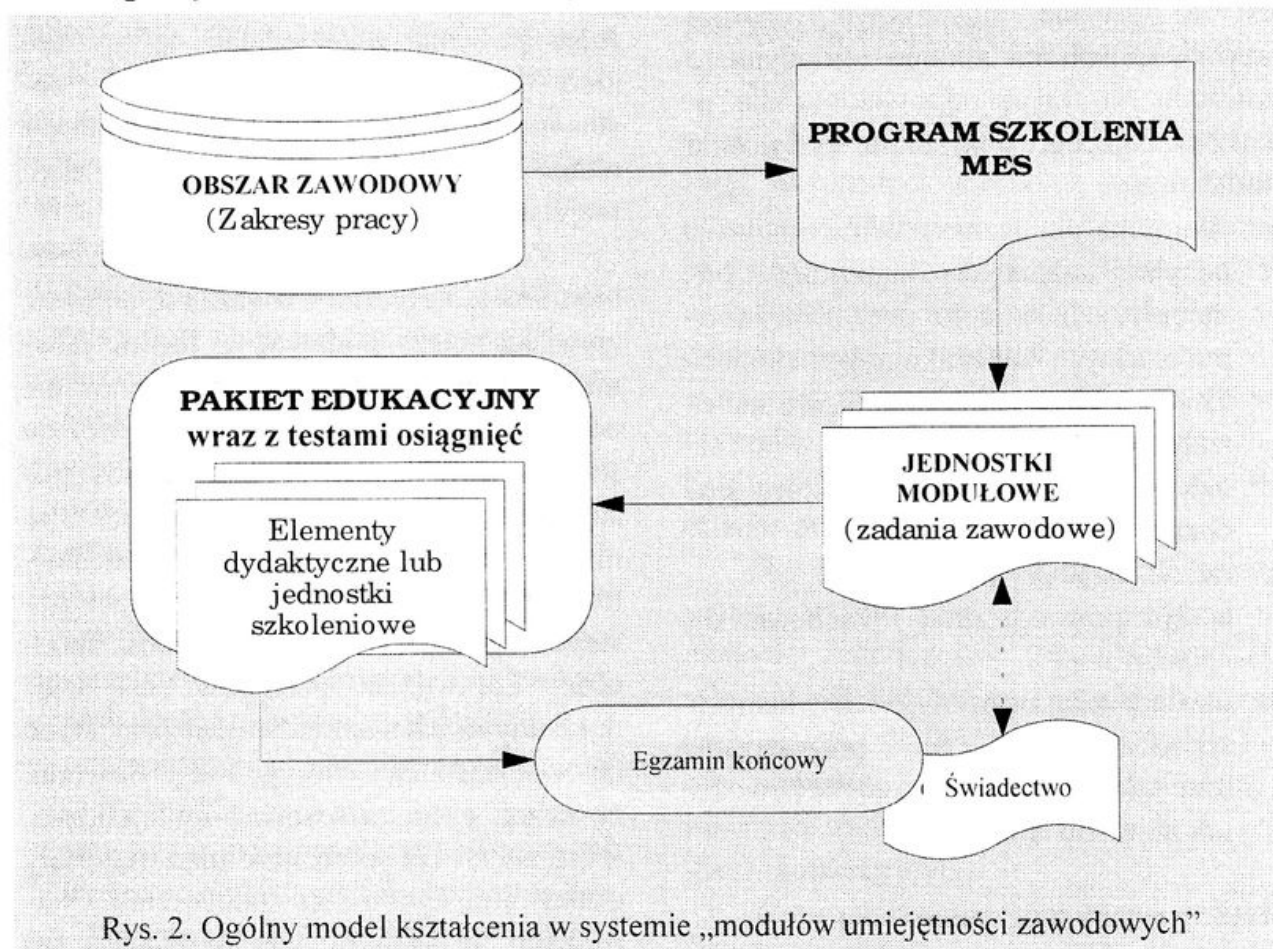 OBSZAR ZAWODOWY
(Zakresy pracy)
PROGRAM SZKOLENIA
MES
JEDNOSTKI
MODUŁOWE
(zadania zawodowe)
PAKIET EDUKACYJNY
wraz z testami osiągnięć
Elementy
dydaktyczne lub
jednostki
szkoleniowe
Egzamin końcowy
Świadectwo
Rys. 2. Ogólny model kształcenia w systemie „modułów umiejętności zawodowych”